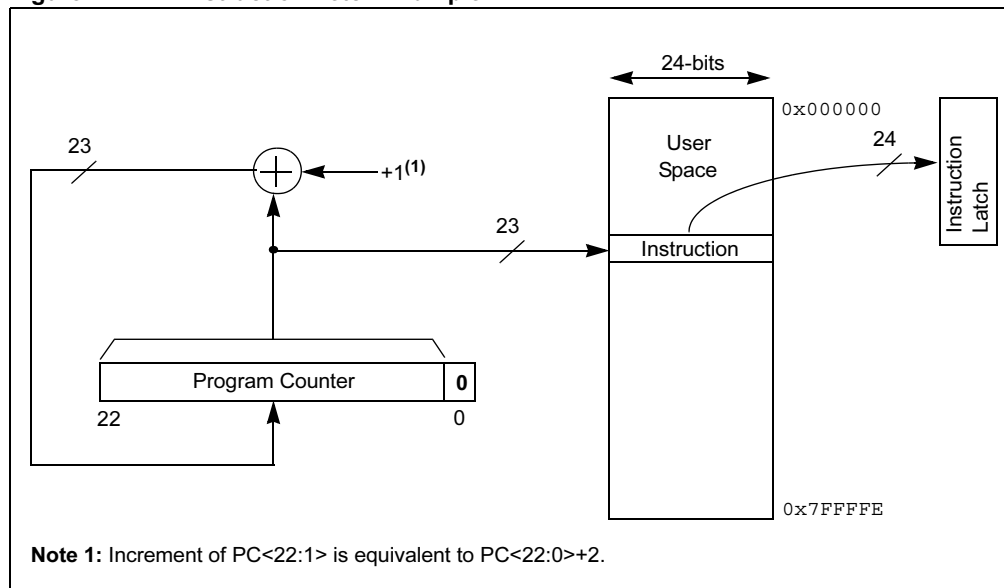 24-bits
0x000000
23
+1(1)
User
Space
24
Instruction
Latch
23
Instruction
Program Counter
0
22
0
0x7FFFFE
Note 1: Increment of PC<22:1> is equivalent to PC<22:0>+2.